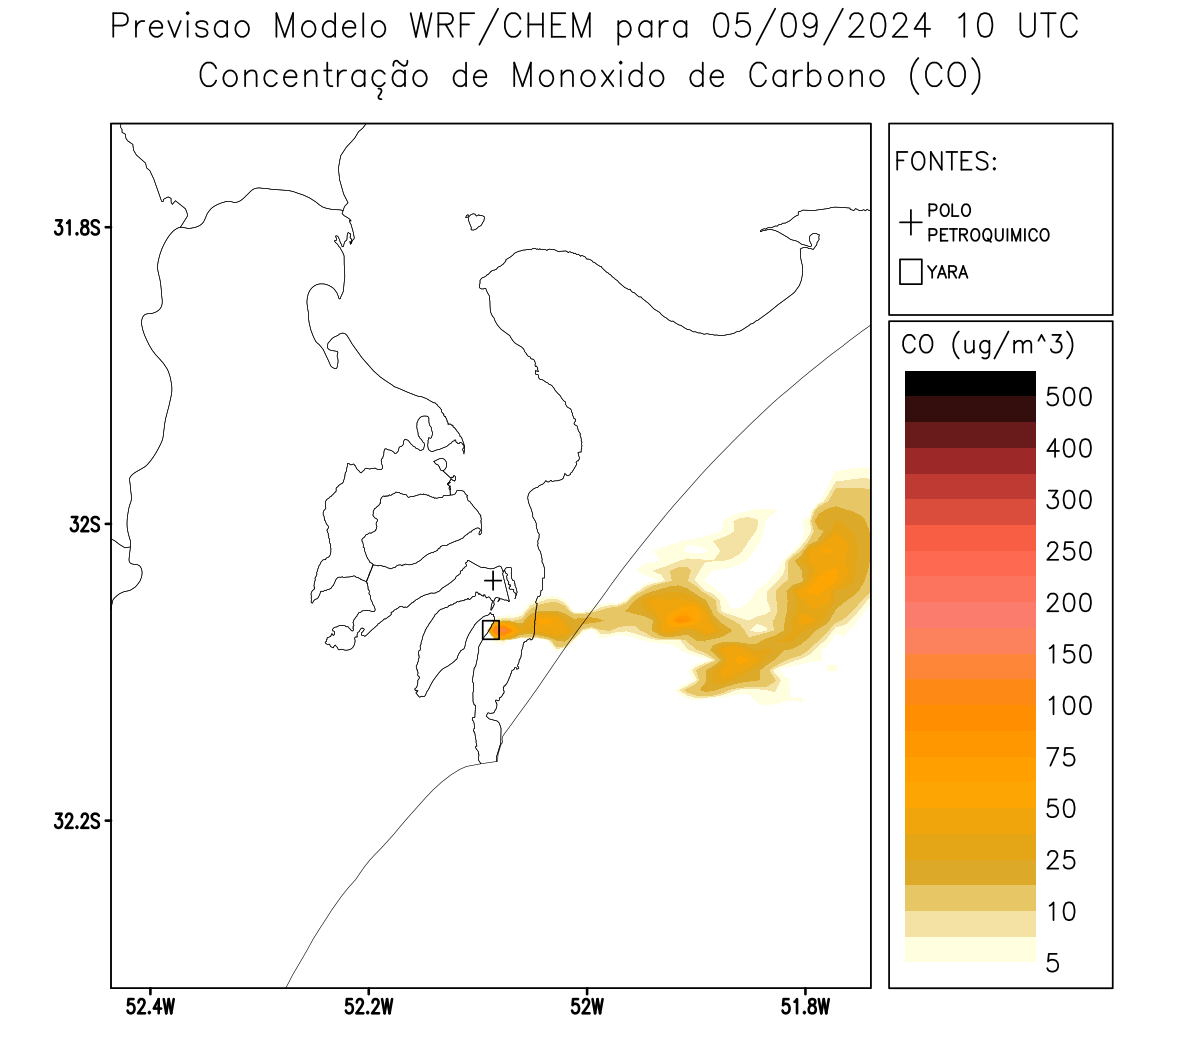 Previsao Modelo WRF/CHEM para 05/09/2024 10 UTC
Concentração de Monoxido de Carbono (CO)
FONTES:
POLO
PETROQUIMICO
YARA
CO (ug/m^3)
500
400
300
250
200
150
100
75
50
25
10
5
31.8S
32S
32.2S
52.4W
52.2W
52W
51.8W